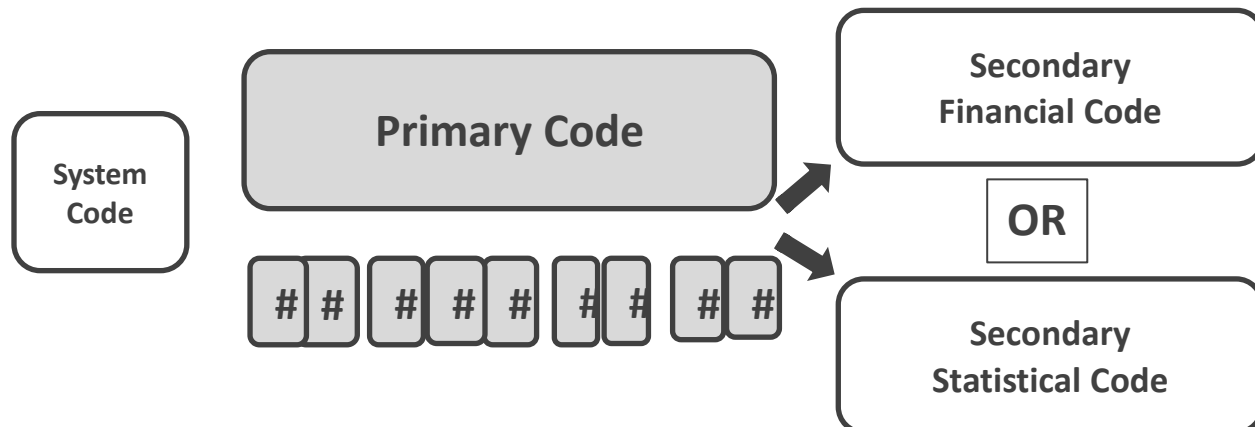 System
Code
Primary Code
# # # # # # # # #
Secondary
Financial Code
OR
Secondary
Statistical Code